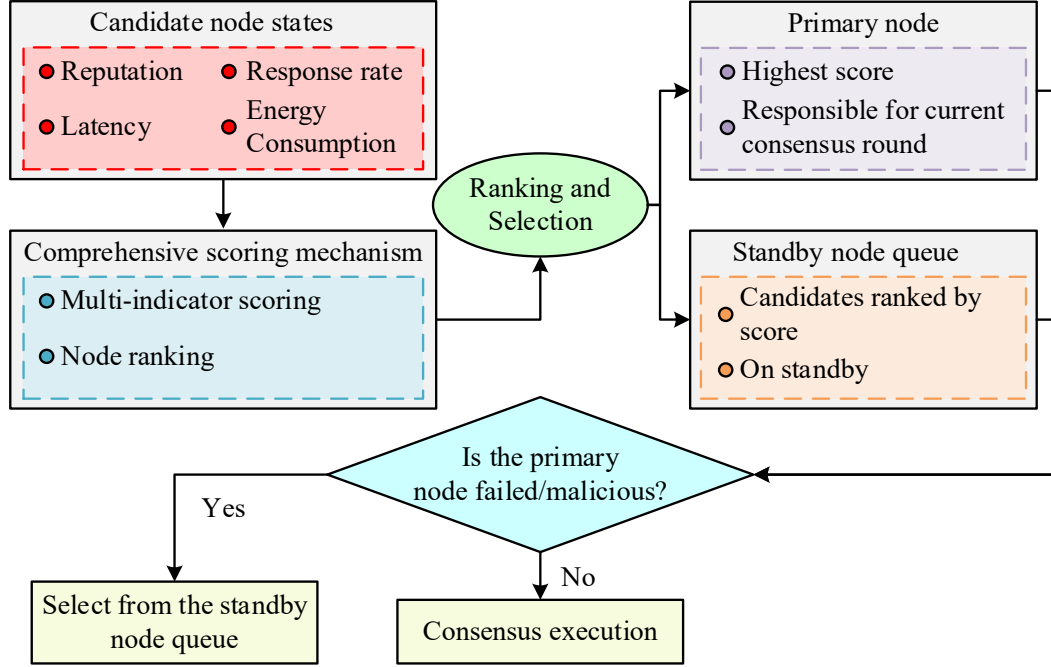 Candidate node states
Reputation
Response rate
Latency
Energy
Consumption
Comprehensive scoring mechanism
Multi-indicator scoring
Node ranking
Ranking and
Selection
Primary node
Highest score
Responsible for current
consensus round
Standby node queue
Candidates ranked by
score
On standby
Is the primary
node failed/malicious?
Yes
No
Select from the standby
node queue
Consensus execution